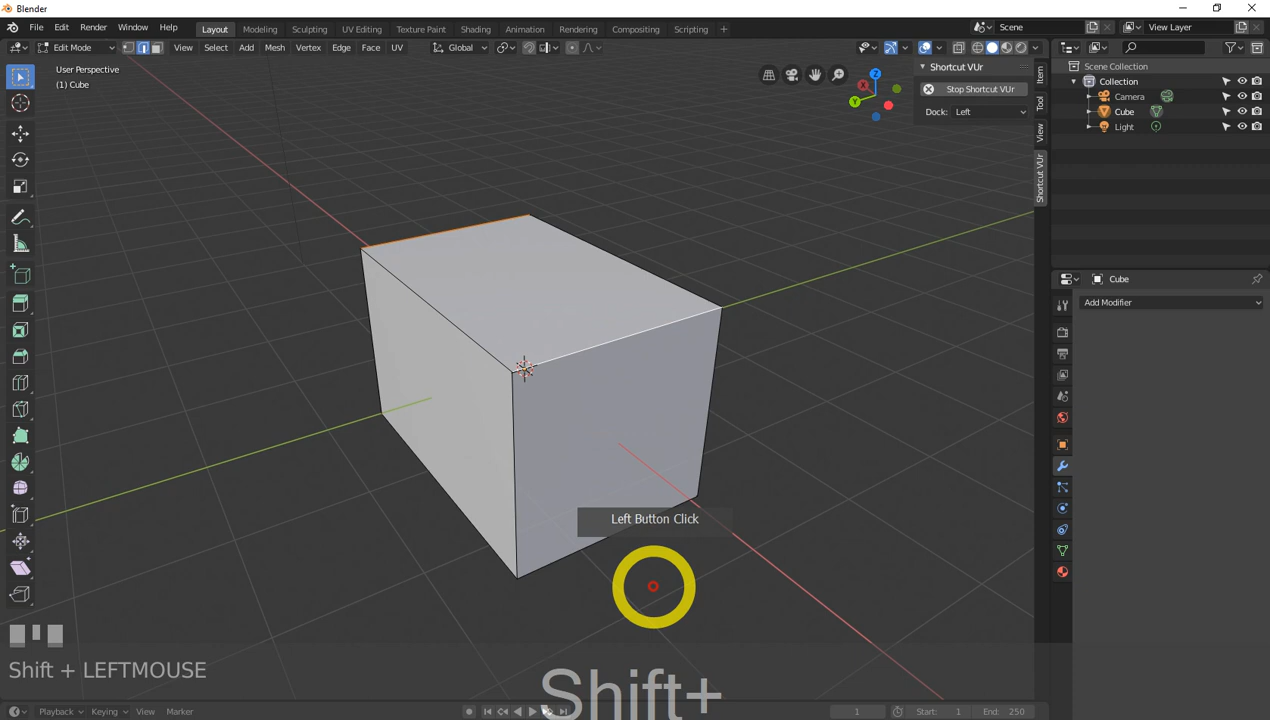 Blender
File Edit Render Window Help
Layout Modeling Sculpting UV Editing Texture Paint Shading Animation Rendering Compositing Scripting +
Scene
View Layer
Edit Mode
View Select Add Mesh Vertex Edge Face UV
Global
User Perspective
(1) Cube
Z
X
Y
Shortcut VUr
Stop Shortcut VUr
Dock: Left
Item
Tool
View
Shortcut VUr
Scene Collection
Collection
Camera
Cube
Light
Cube
Add Modifier
Left Button Click
Shift + LEFTMOUSE
Shift+
Playback Keying View Marker
1
Start: 1
End: 250